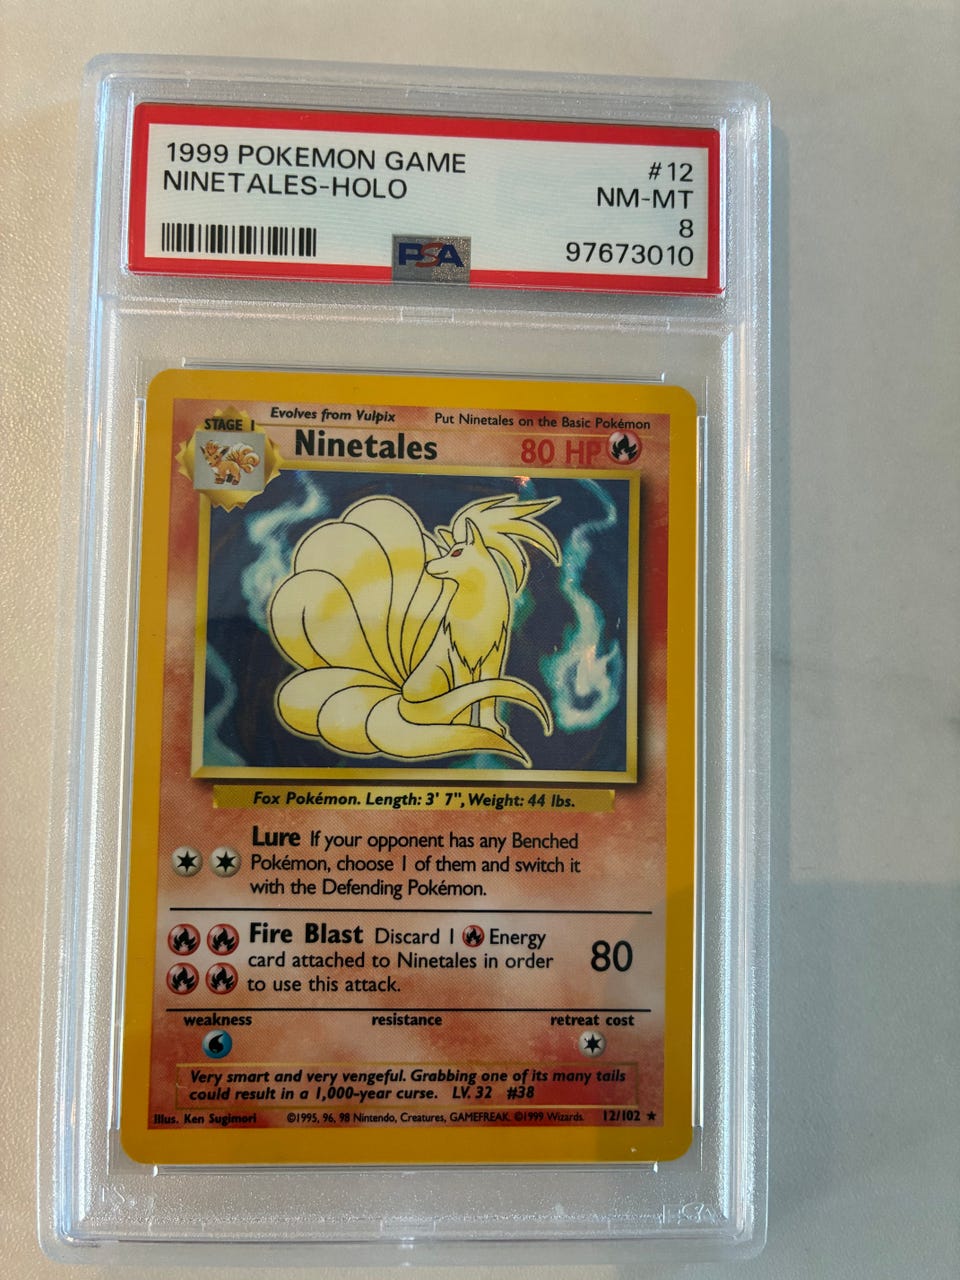 1999 POKEMON GAME #12
NINETALES-HOLO NM-MT
8
PSA 97673010
Evolves from Vulpix Put Ninetales on the Basic Pokémon
STAGE 1
Ninetales 80 HP
Fox Pokémon. Length: 3' 7", Weight: 44 lbs.
Lure If your opponent has any Benched
Pokémon, choose 1 of them and switch it
with the Defending Pokémon.
Fire Blast Discard 1 Energy
card attached to Ninetales in order
to use this attack.
80
weakness resistance retreat cost
Very smart and very vengeful. Grabbing one of its many tails
could result in a 1,000-year curse. LV. 32 #38
Illus. Ken Sugimori ©1995, 96, 98 Nintendo, Creatures, GAMEFREAK. ©1999 Wizards. 12/102 ★